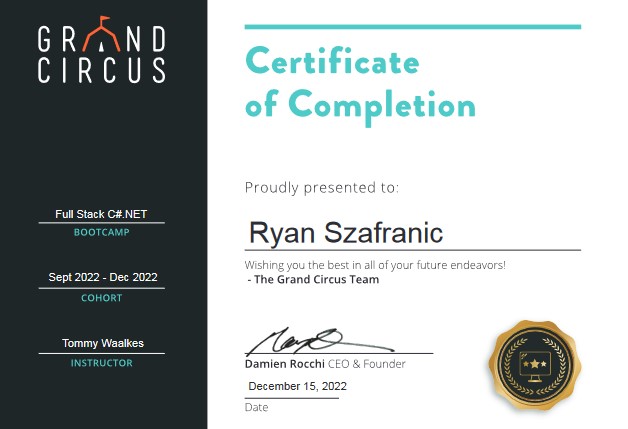 GRAND
CIRCUS
Full Stack C#.NET
BOOTCAMP
Sept 2022 - Dec 2022
COHORT
Tommy Waalkes
INSTRUCTOR
Certificate
of Completion
Proudly presented to:
Ryan Szafranic
Wishing you the best in all of your future endeavors!
- The Grand Circus Team
Damien Rocchi CEO & Founder
December 15, 2022
Date